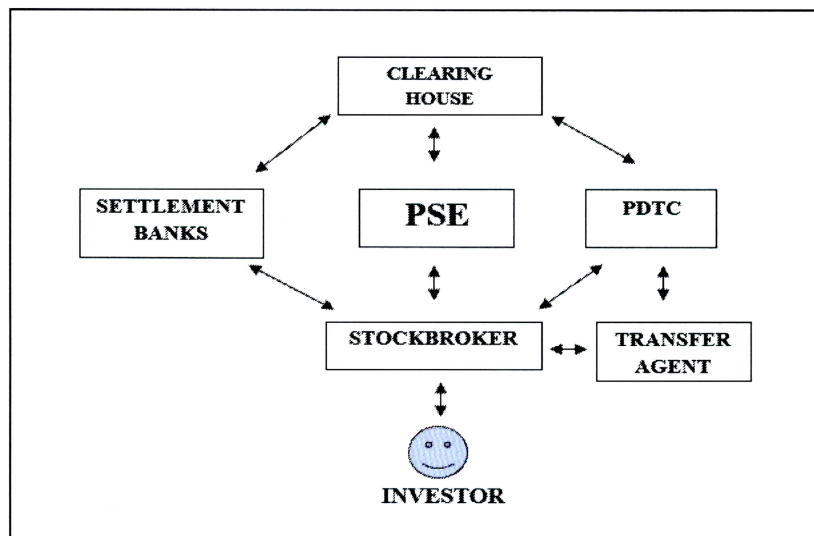 CLEARING
HOUSE
SETTLEMENT
BANKS
PSE
PDTC
STOCKBROKER
TRANSFER
AGENT
INVESTOR